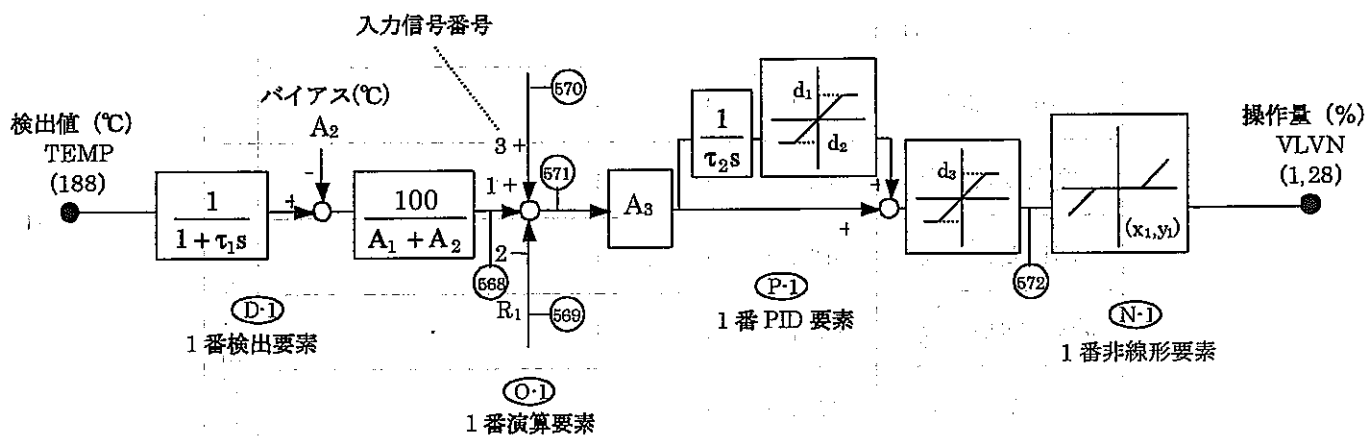 入力信号番号
570
バイアス(℃)
A₂
検出値 (℃)
TEMP
(188)
-
+
1
1 + τ₁s
100
A₁ + A₂
3 +
1 +
2 -
571
568
R₁
569
A₃
1
τ₂s
d₁
d₂
+
+
d₃
572
(x₁,y₁)
操作量 (%)
VLVN
(1, 28)
D-1
1番検出要素
O-1
1番演算要素
P-1
1番 PID 要素
N-1
1番非線形要素